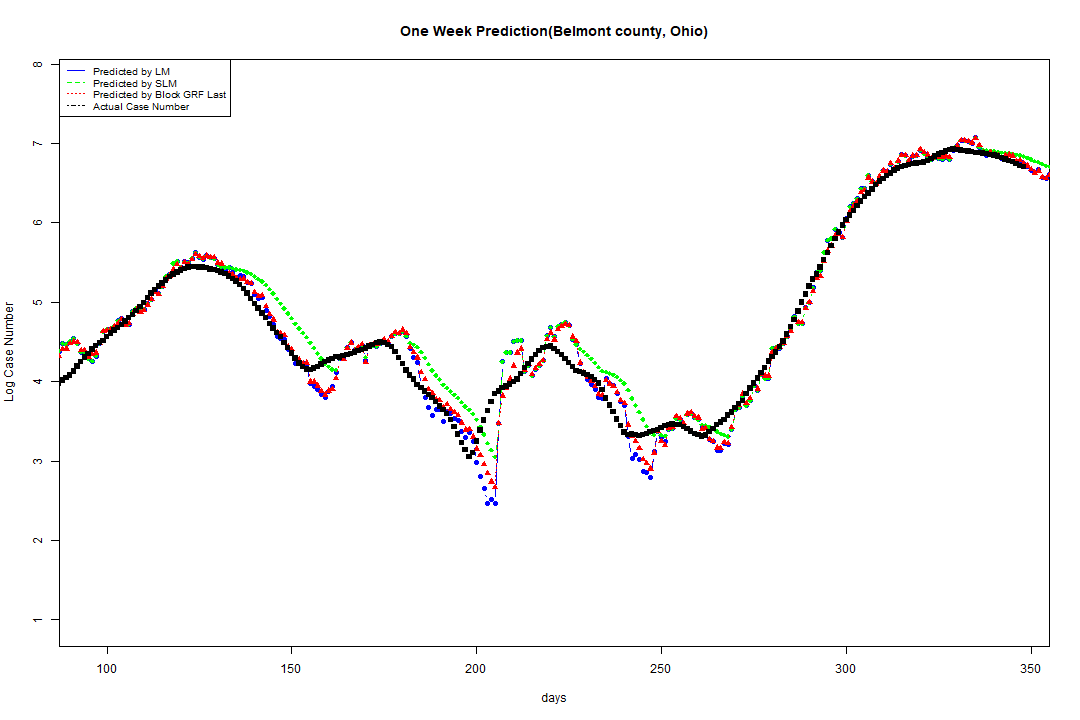 One Week Prediction(Belmont county, Ohio)
Predicted by LM
Predicted by SLM
Predicted by Block GRF Last
Actual Case Number
Log Case Number
8
7
6
5
4
3
2
1
100 150 200 250 300 350
days